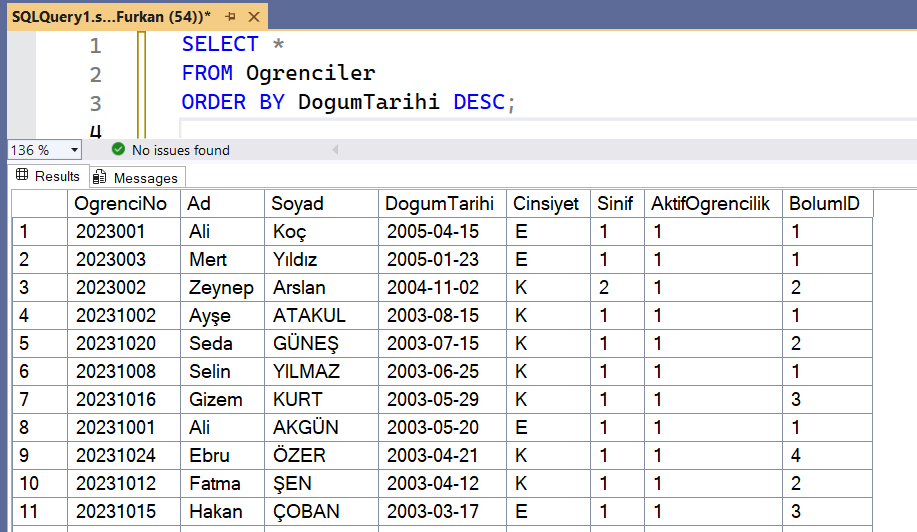 SQLQuery1.s...Furkan (54))*
1 SELECT *
2 FROM Ogrenciler
3 ORDER BY DogumTarihi DESC;
4
136 % No issues found
Results Messages
OgrenciNo Ad Soyad DogumTarihi Cinsiyet Sinif AktifOgrencilik BolumID
1 2023001 Ali Koç 2005-04-15 E 1 1 1
2 2023003 Mert Yıldız 2005-01-23 E 1 1 1
3 2023002 Zeynep Arslan 2004-11-02 K 2 1 2
4 20231002 Ayşe ATAKUL 2003-08-15 K 1 1 1
5 20231020 Seda GÜNEŞ 2003-07-15 K 1 1 2
6 20231008 Selin YILMAZ 2003-06-25 K 1 1 1
7 20231016 Gizem KURT 2003-05-29 K 1 1 3
8 20231001 Ali AKGÜN 2003-05-20 E 1 1 1
9 20231024 Ebru ÖZER 2003-04-21 K 1 1 4
10 20231012 Fatma ŞEN 2003-04-12 K 1 1 2
11 20231015 Hakan ÇOBAN 2003-03-17 E 1 1 3